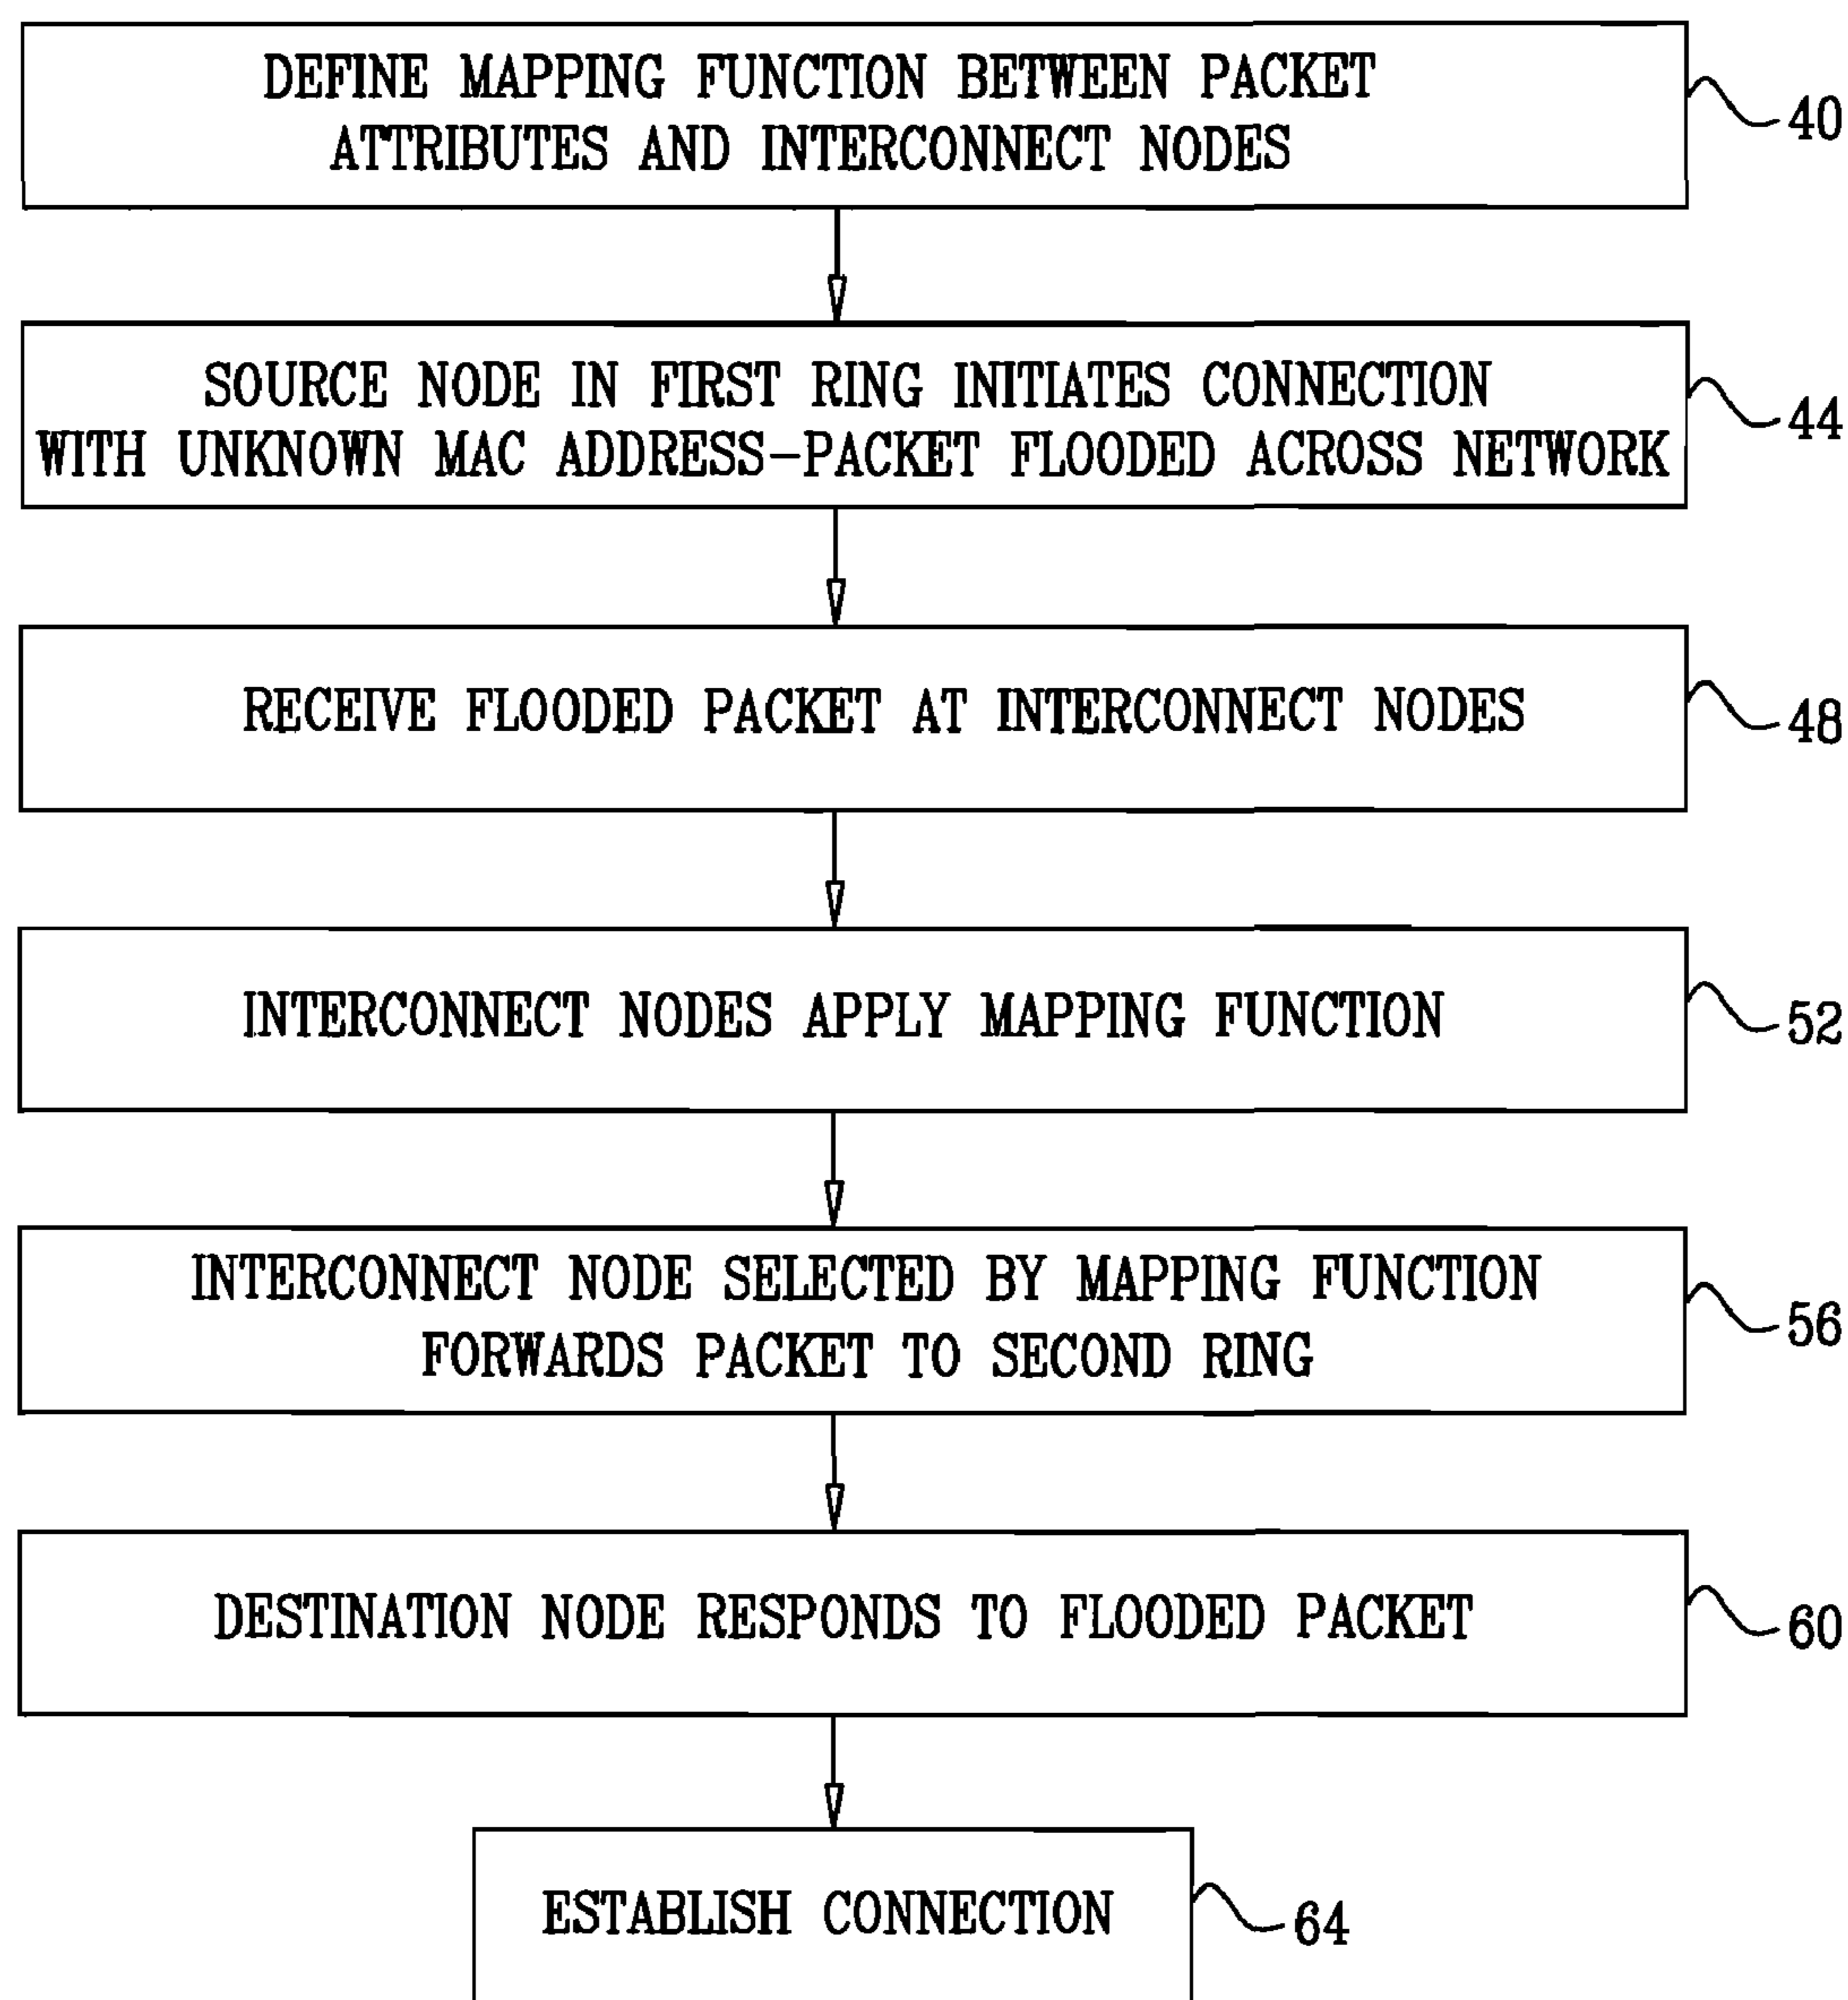 DEFINE MAPPING FUNCTION BETWEEN PACKET
ATTRIBUTES AND INTERCONNECT NODES
40
SOURCE NODE IN FIRST RING INITIATES CONNECTION
WITH UNKNOWN MAC ADDRESS-PACKET FLOODED ACROSS NETWORK
44
RECEIVE FLOODED PACKET AT INTERCONNECT NODES
48
INTERCONNECT NODES APPLY MAPPING FUNCTION
52
INTERCONNECT NODE SELECTED BY MAPPING FUNCTION
FORWARDS PACKET TO SECOND RING
56
DESTINATION NODE RESPONDS TO FLOODED PACKET
60
ESTABLISH CONNECTION
64